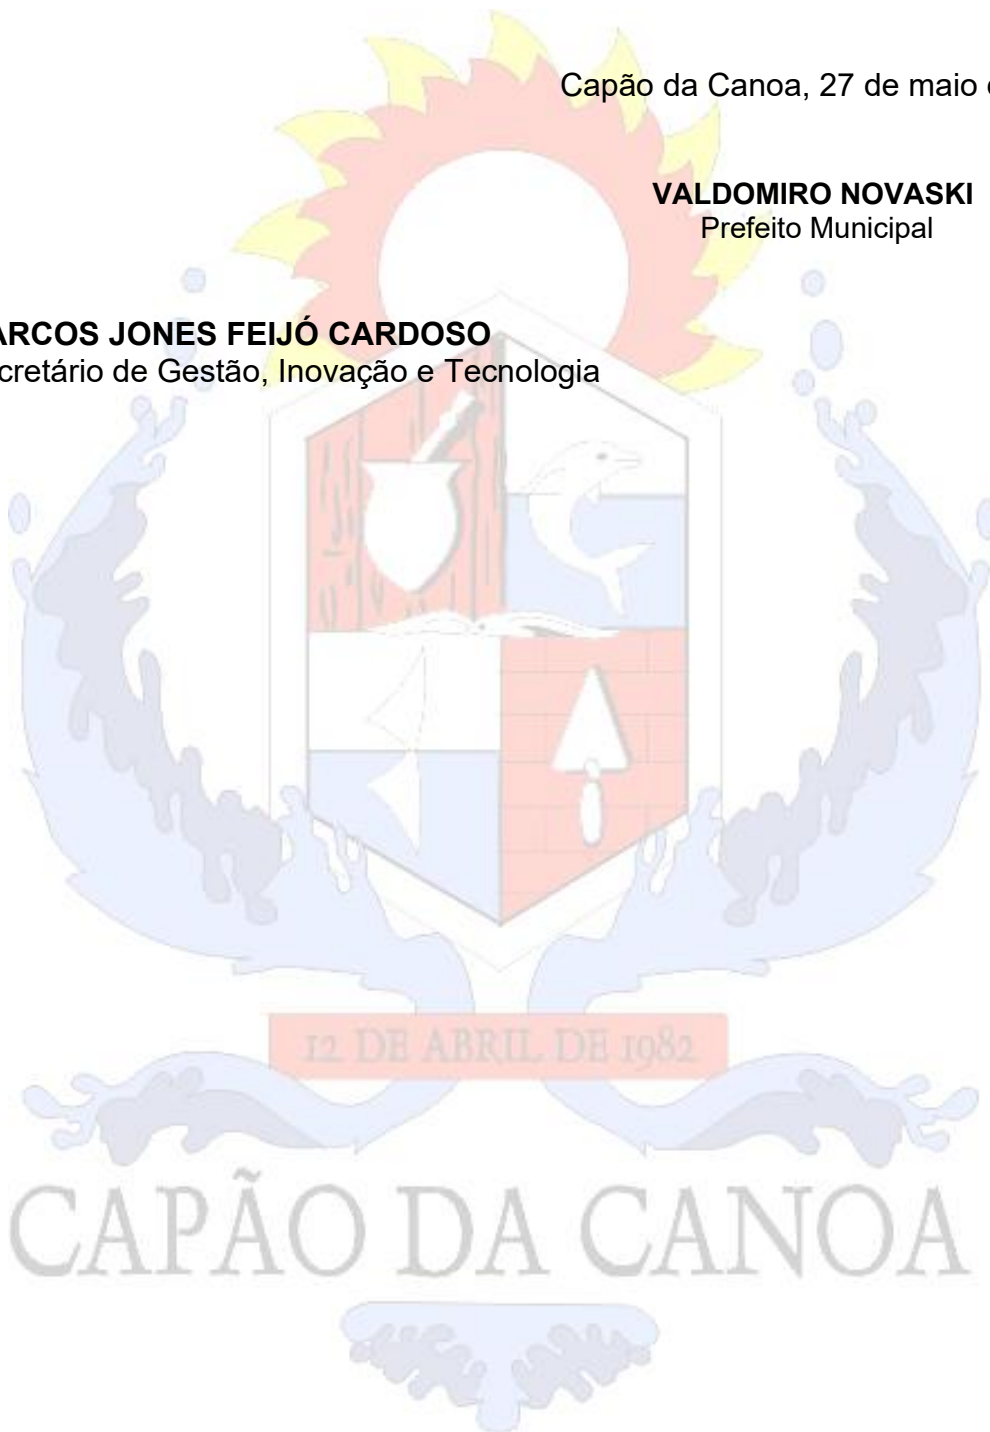 Capão da Canoa, 27 de maio
VALDOMIRO NOVASKI
Prefeito Municipal
ARCOS JONES FEIJÓ CARDOSO
cretário de Gestão, Inovação e Tecnologia
12 DE ABRIL DE 1982
CAPÃO DA CANOA